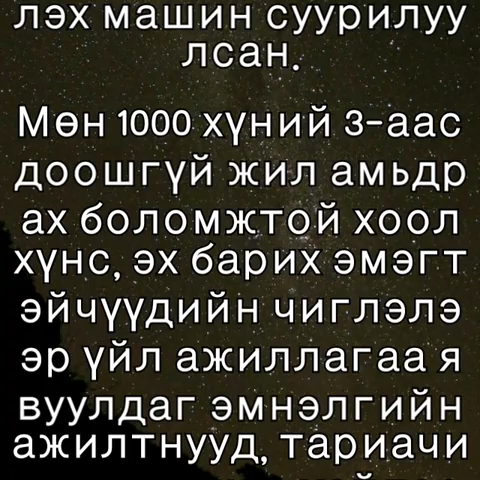 лэх машин суурилуу
лсан.
Мөн 1000 хүний 3-аас
доошгүй жил амьдр
ах боломжтой хоол
хүнс, эх барих эмэгт
эйчүүдийн чиглэлэ
эр үйл ажиллагаа я
вуулдаг эмнэлгийн
ажилтнууд, тариачи